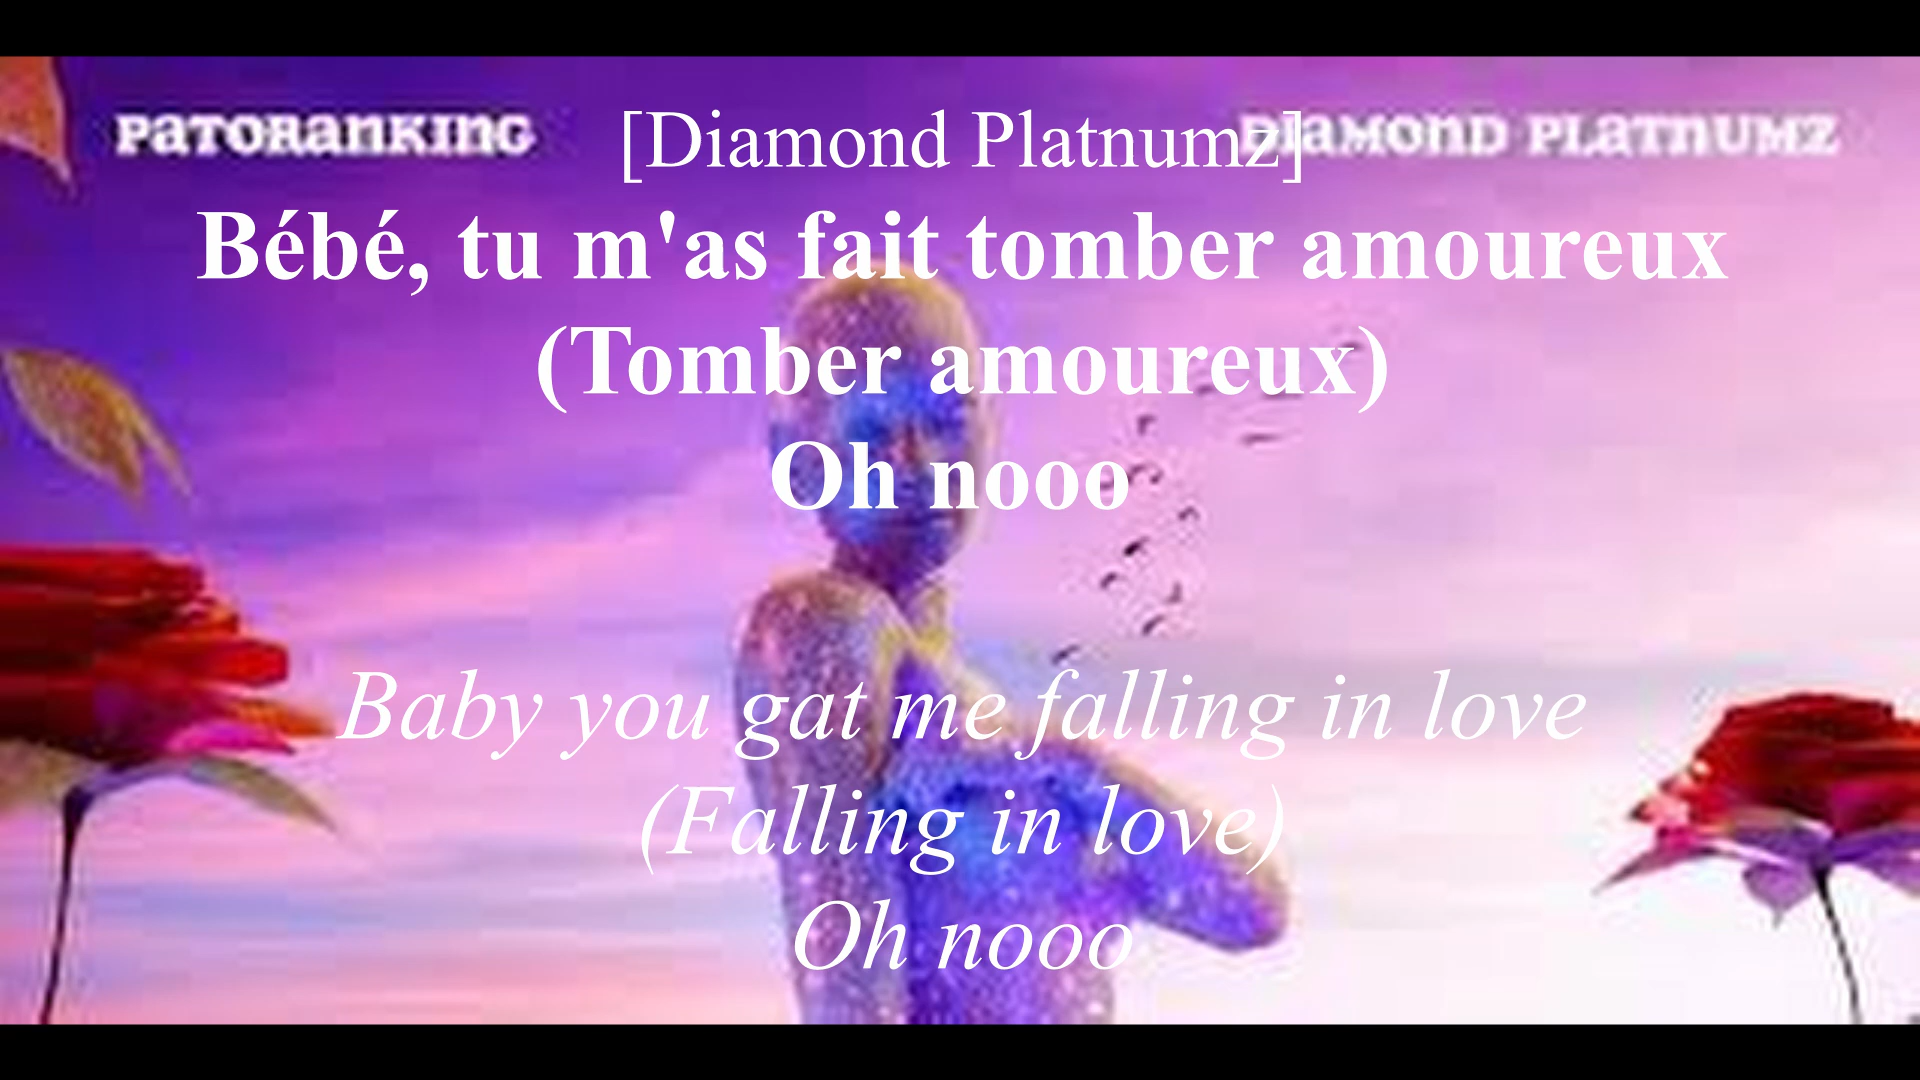 PATORANKING
DIAMOND PLATNUMZ
[Diamond Platnumz]
Bébé, tu m'as fait tomber amoureux
(Tomber amoureux)
Oh nooo
Baby you gat me falling in love
(Falling in love)
Oh nooo